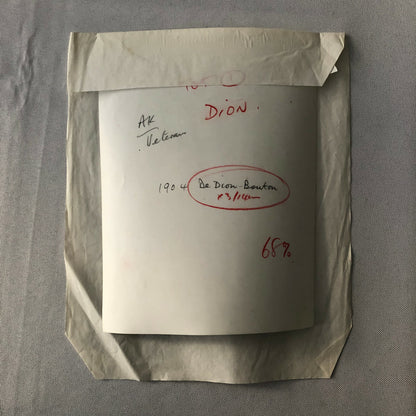 DION.
AK
Veteran
1904 De Dion-Bouton
68%